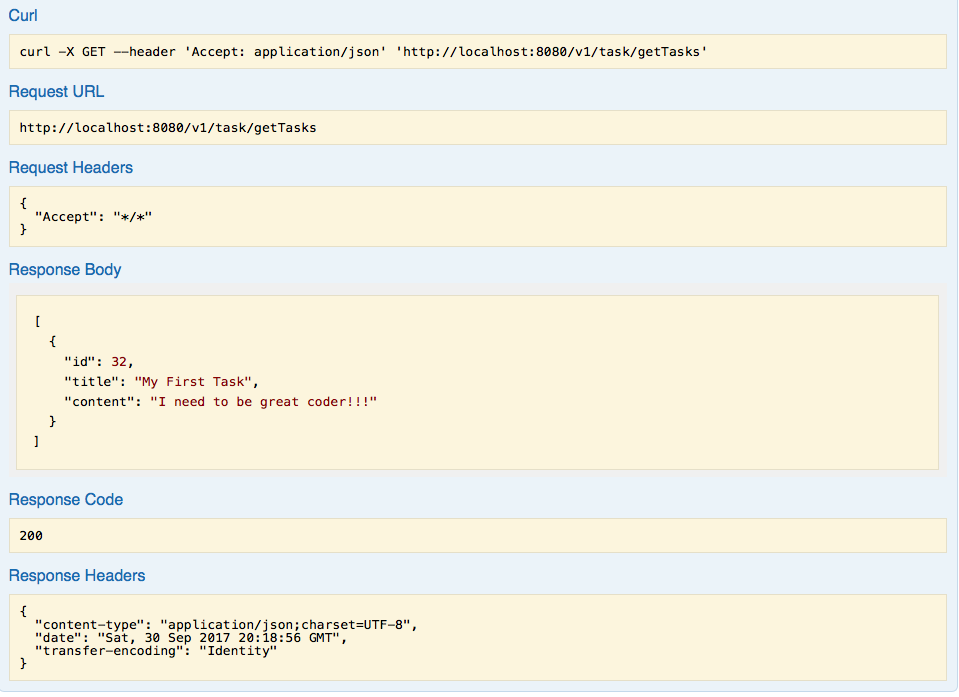 Curl
curl -X GET --header 'Accept: application/json' 'http://localhost:8080/v1/task/getTasks'
Request URL
http://localhost:8080/v1/task/getTasks
Request Headers
{
  "Accept": "*/*"
}
Response Body
[
  {
    "id": 32,
    "title": "My First Task",
    "content": "I need to be great coder!!!"
  }
]
Response Code
200
Response Headers
{
  "content-type": "application/json;charset=UTF-8",
  "date": "Sat, 30 Sep 2017 20:18:56 GMT",
  "transfer-encoding": "Identity"
}